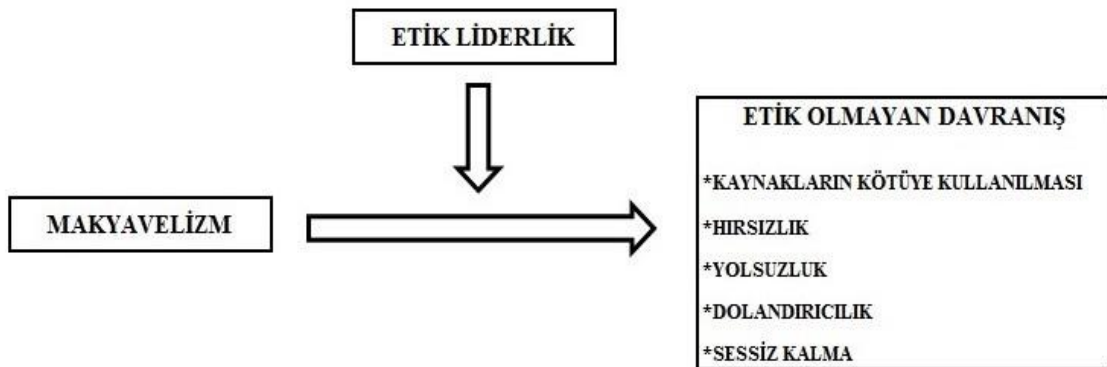 ETİK LİDERLİK
MAKYAVELİZM
ETİK OLMAYAN DAVRANIŞ
*KAYNAKLARIN KÖTÜYE KULLANILMASI
*HIRSIZLIK
*YOLSUZLUK
*DOLANDIRICILIK
*SESSİZ KALMA